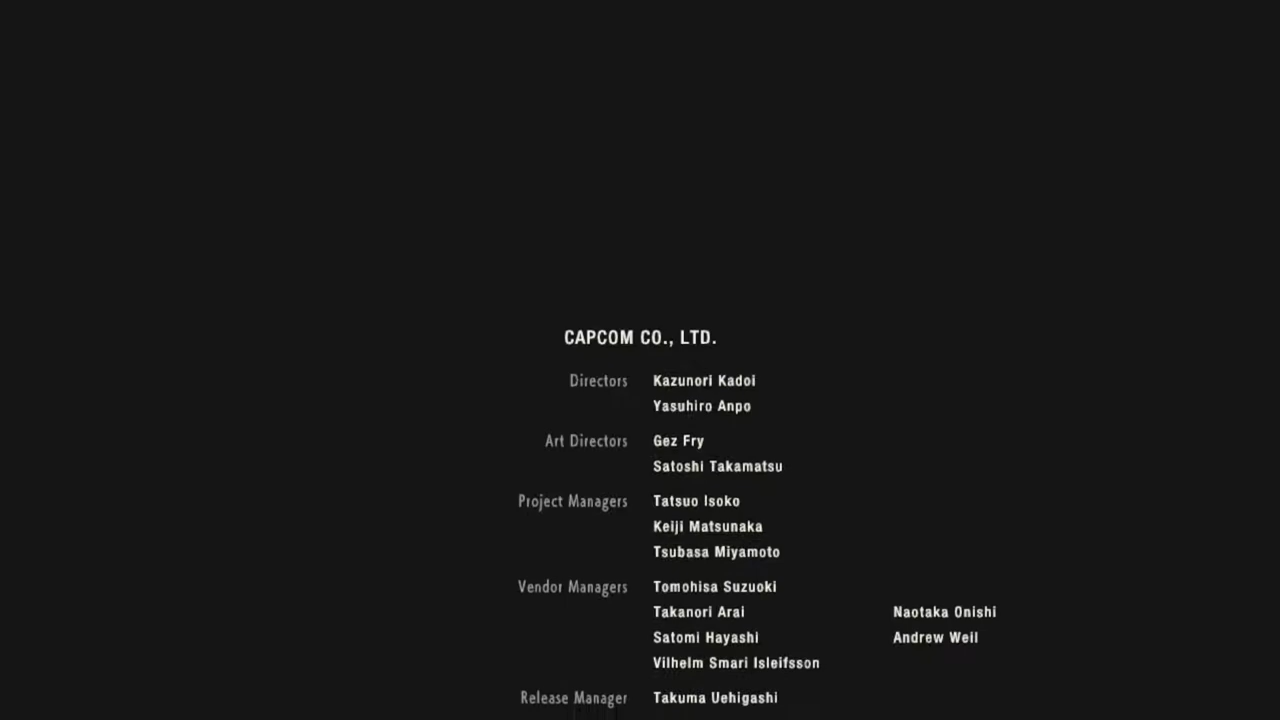 CAPCOM CO., LTD.
Directors Kazunori Kadoi
Yasuhiro Anpo
Art Directors Gez Fry
Satoshi Takamatsu
Project Managers Tatsuo Isoko
Keiji Matsunaka
Tsubasa Miyamoto
Vendor Managers Tomohisa Suzuoki
Takanori Arai Naotaka Onishi
Satomi Hayashi Andrew Weil
Vilhelm Smari Isleifsson
Release Manager Takuma Uehigashi